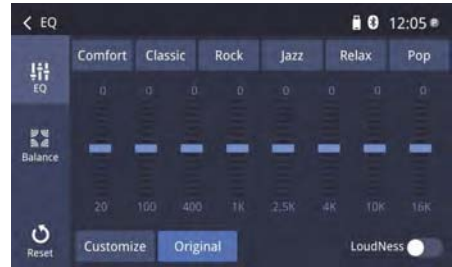 < EQ 12:05
Comfort Classic Rock Jazz Relax Pop
EQ
0 0 0 0 0 0 0 0
Balance
20 100 400 1K 2.5K 4K 10K 16K
Reset
Customize Original LoudNess